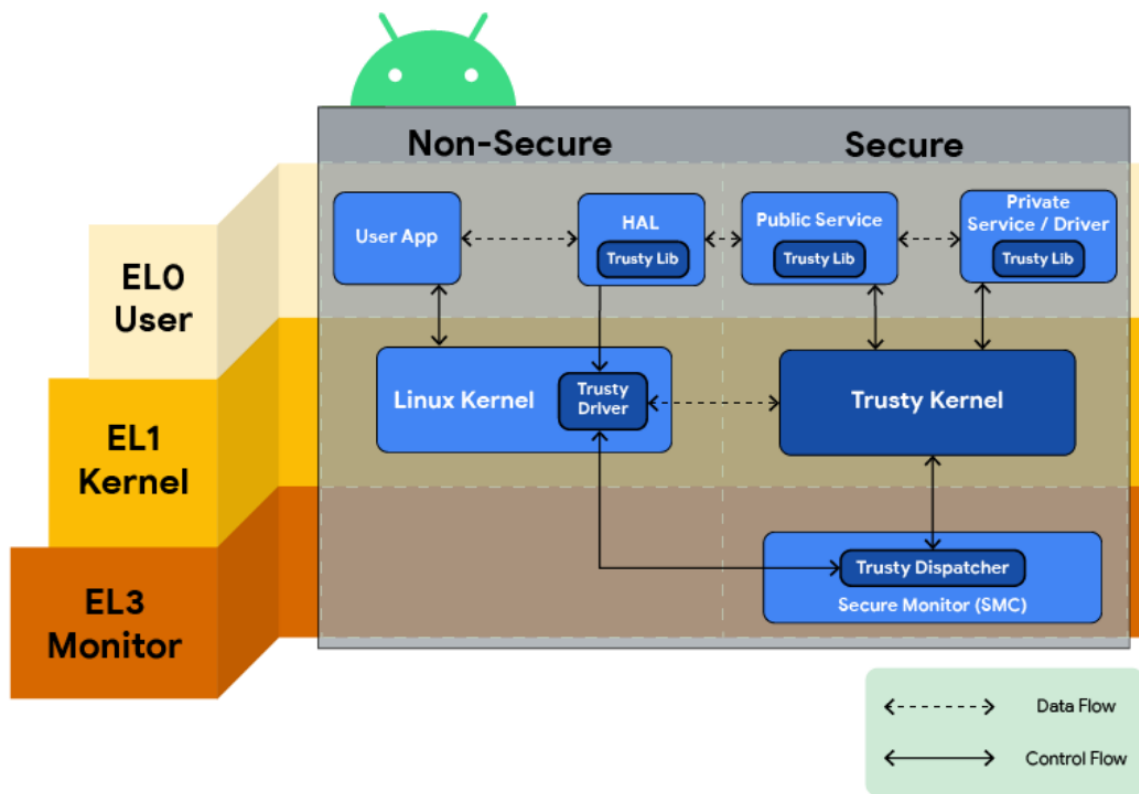 Non-Secure
Secure
EL0
User
User App
HAL
Trusty Lib
Public Service
Trusty Lib
Private
Service / Driver
Trusty Lib
EL1
Kernel
Linux Kernel
Trusty
Driver
Trusty Kernel
EL3
Monitor
Trusty Dispatcher
Secure Monitor (SMC)
Data Flow
Control Flow